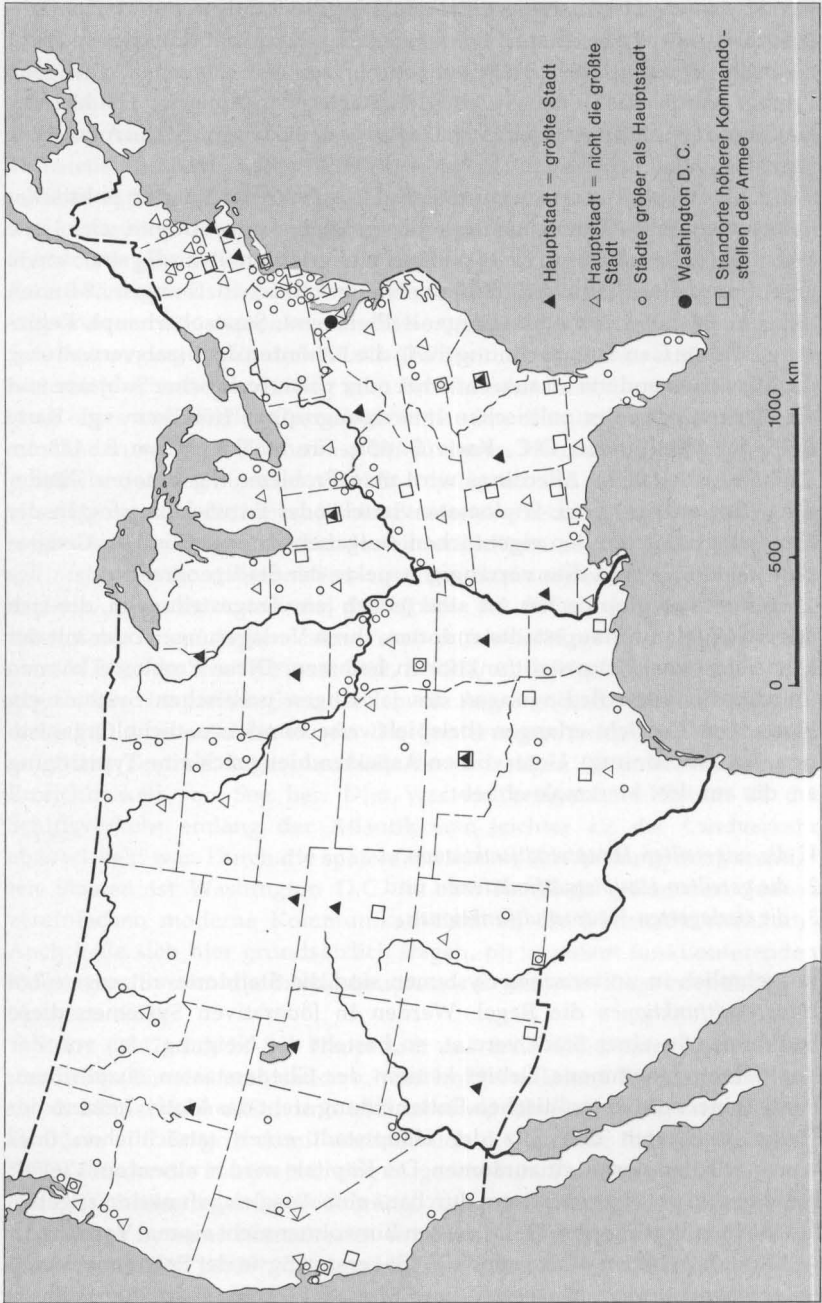 Hauptstadt = größte Stadt
Hauptstadt = nicht die größte
Stadt
Städte größer als Hauptstadt
Washington D. C.
Standorte höherer Kommando-
stellen der Armee
0 500 1000 km